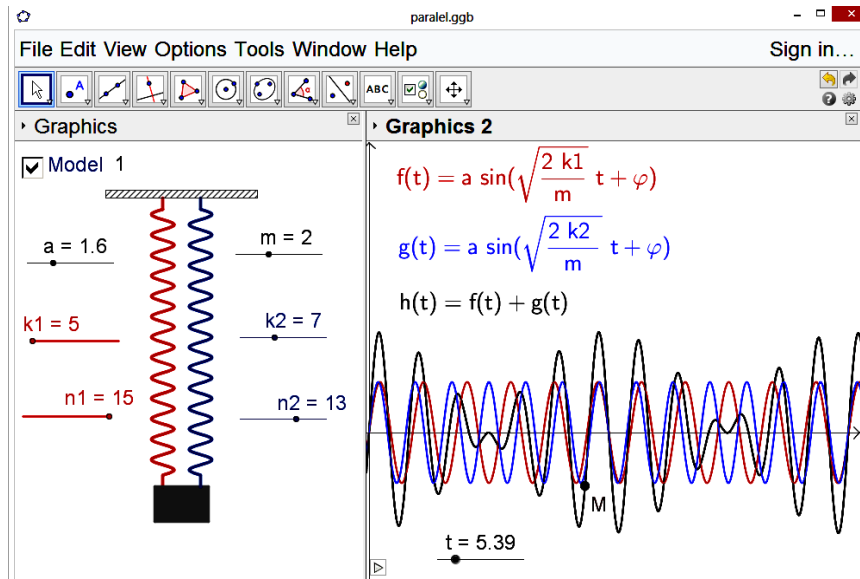 paralel.ggb
File Edit View Options Tools Window Help Sign in...
A ABC
Graphics
Graphics 2
Model 1
a = 1.6
m = 2
k1 = 5
k2 = 7
n1 = 15
n2 = 13
f(t) = a sin(√(2 k1/m) t + φ)
g(t) = a sin(√(2 k2/m) t + φ)
h(t) = f(t) + g(t)
M
t = 5.39